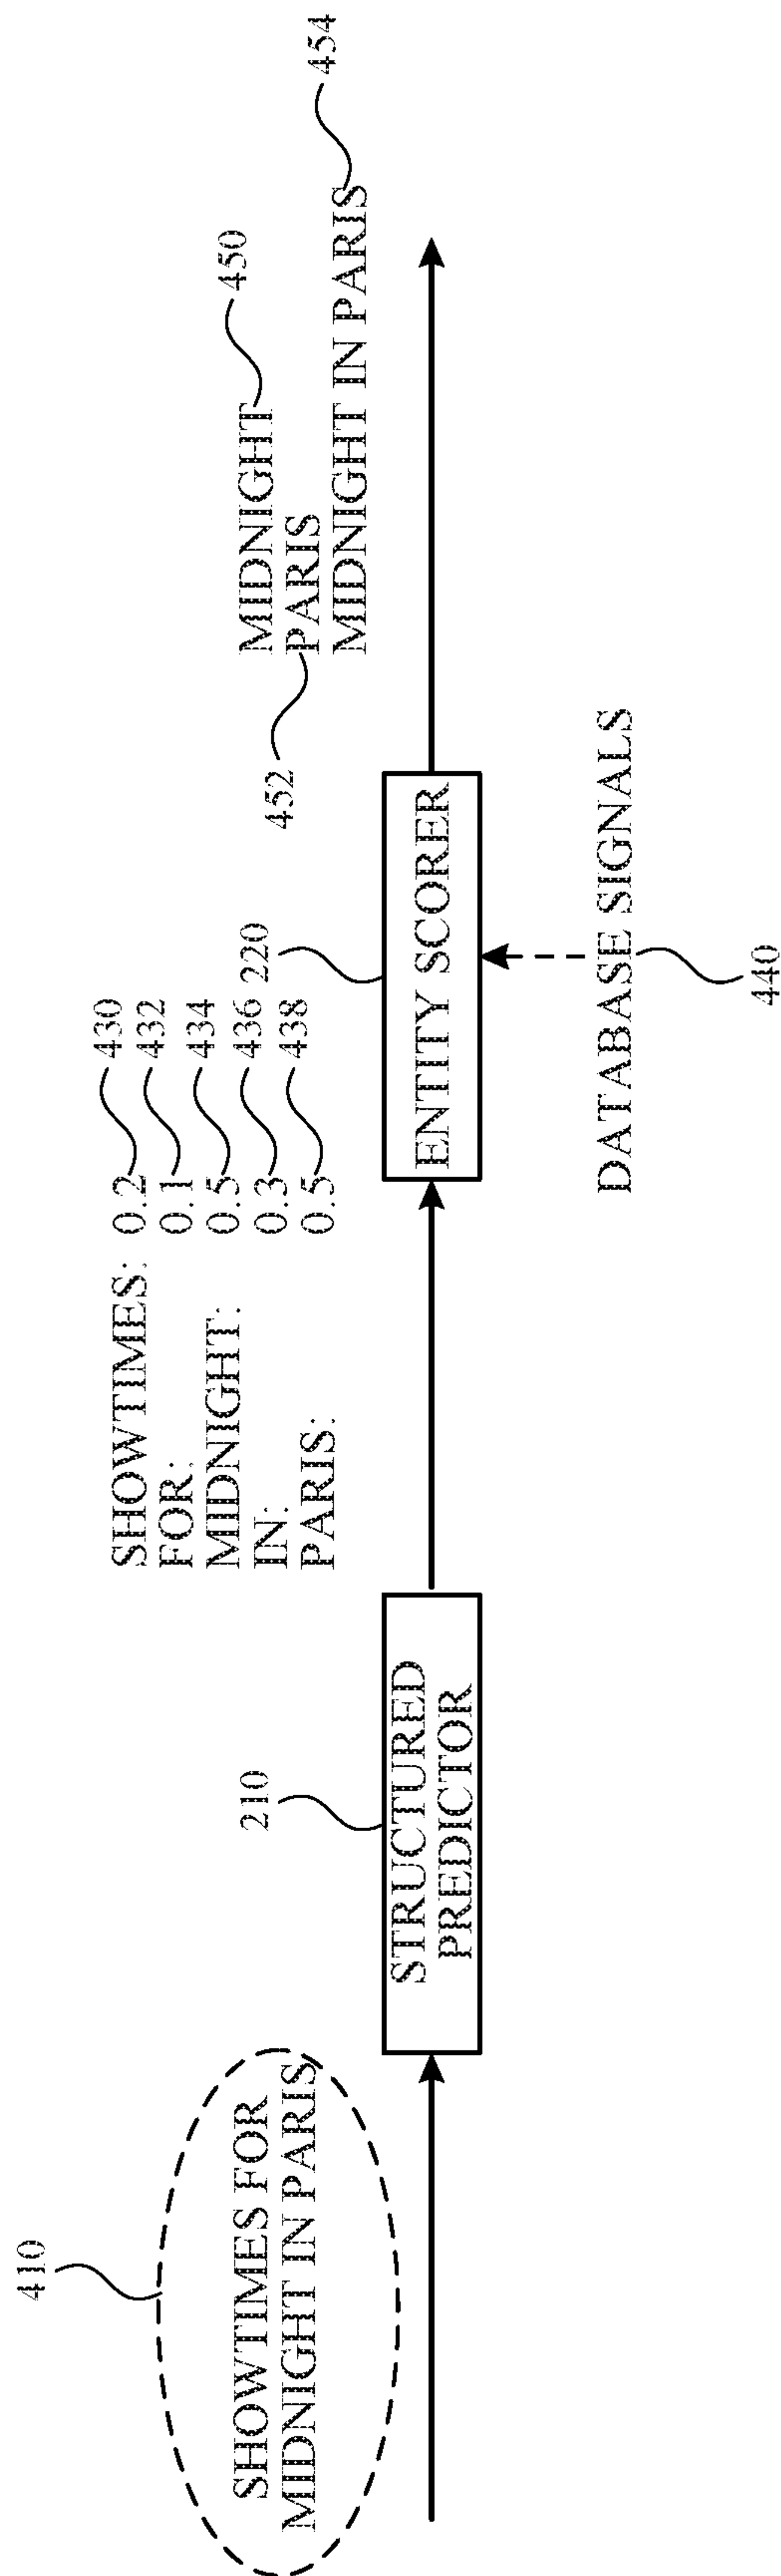 410
SHOWTIMES FOR
MIDNIGHT IN PARIS
210
STRUCTURED
PREDICTOR
SHOWTIMES: 0.2 430
FOR: 0.1 432
MIDNIGHT: 0.5 434
IN: 0.3 436
PARIS: 0.5 438
220
ENTITY SCORER
DATABASE SIGNALS
440
MIDNIGHT 450
452 PARIS
MIDNIGHT IN PARIS 454